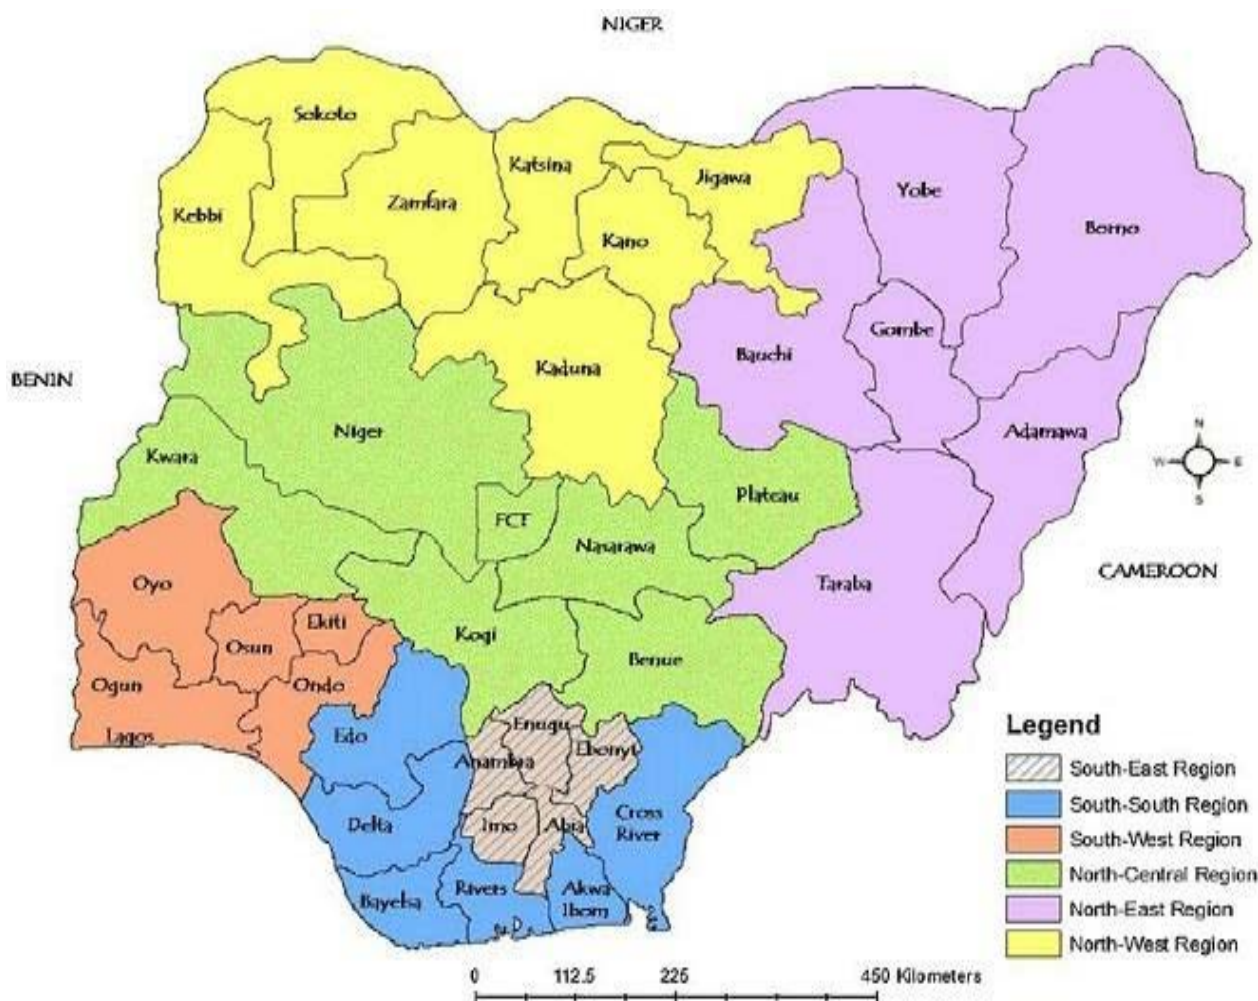 NIGER
Sokoto
Katsina
Jigawa
Yobe
Zamfara
Kebbi
Kano
Borno
Gombe
Bauchi
Kaduna
BENIN
Niger
Adamawa
Kwara
N
W E
S
Plateau
FCT
Nasarawa
CAMEROON
Oyo
Taraba
Ekiti
Kogi
Osun
Benue
Ogun
Ondo
Lagos
Edo
Enugu
Ebonyi
Anambra
Delta
Imo
Abia
Cross
River
Bayelsa
Rivers
Akwa
Ibom
Legend
South-East Region
South-South Region
South-West Region
North-Central Region
North-East Region
North-West Region
0 112.5 225 450 Kilometers